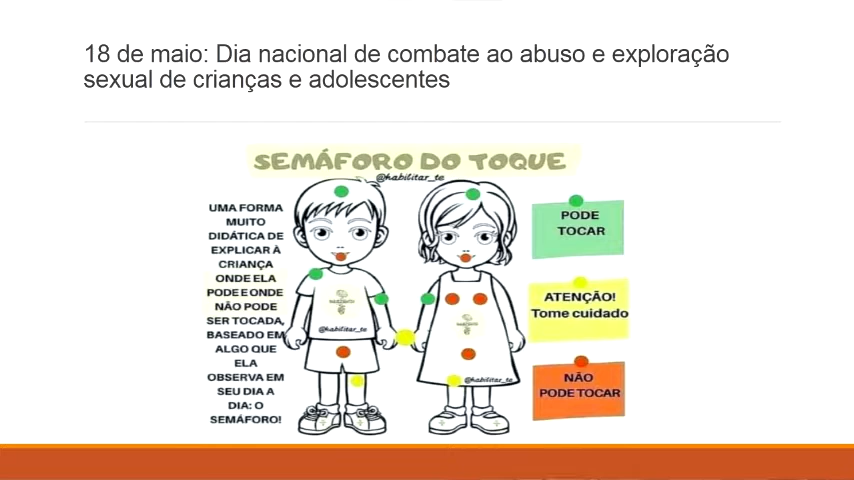 18 de maio: Dia nacional de combate ao abuso e exploração
sexual de crianças e adolescentes
SEMÁFORO DO TOQUE
@habilitar_te
UMA FORMA
MUITO
DIDÁTICA DE
EXPLICAR À
CRIANÇA
ONDE ELA
PODE E ONDE
NÃO PODE
SER TOCADA,
BASEADO EM
ALGO QUE
ELA
OBSERVA EM
SEU DIA A
DIA: O
SEMÁFORO!
@habilitar_te
@habilitar_te
PODE
TOCAR
ATENÇÃO!
Tome cuidado
NÃO
PODE TOCAR